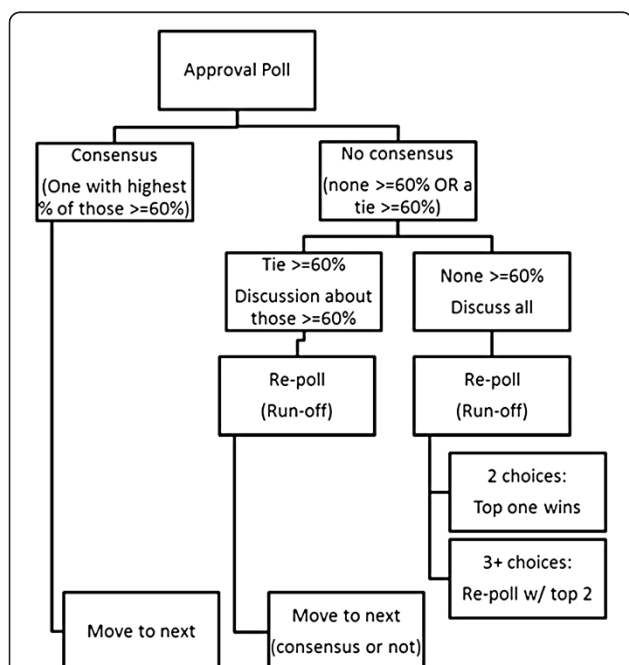 Approval Poll
Consensus
(One with highest
% of those >=60%)
No consensus
(none >=60% OR a
tie >=60%)
Tie >=60%
Discussion about
those >=60%
None >=60%
Discuss all
Re-poll
(Run-off)
Re-poll
(Run-off)
2 choices:
Top one wins
3+ choices:
Re-poll w/ top 2
Move to next
Move to next
(consensus or not)